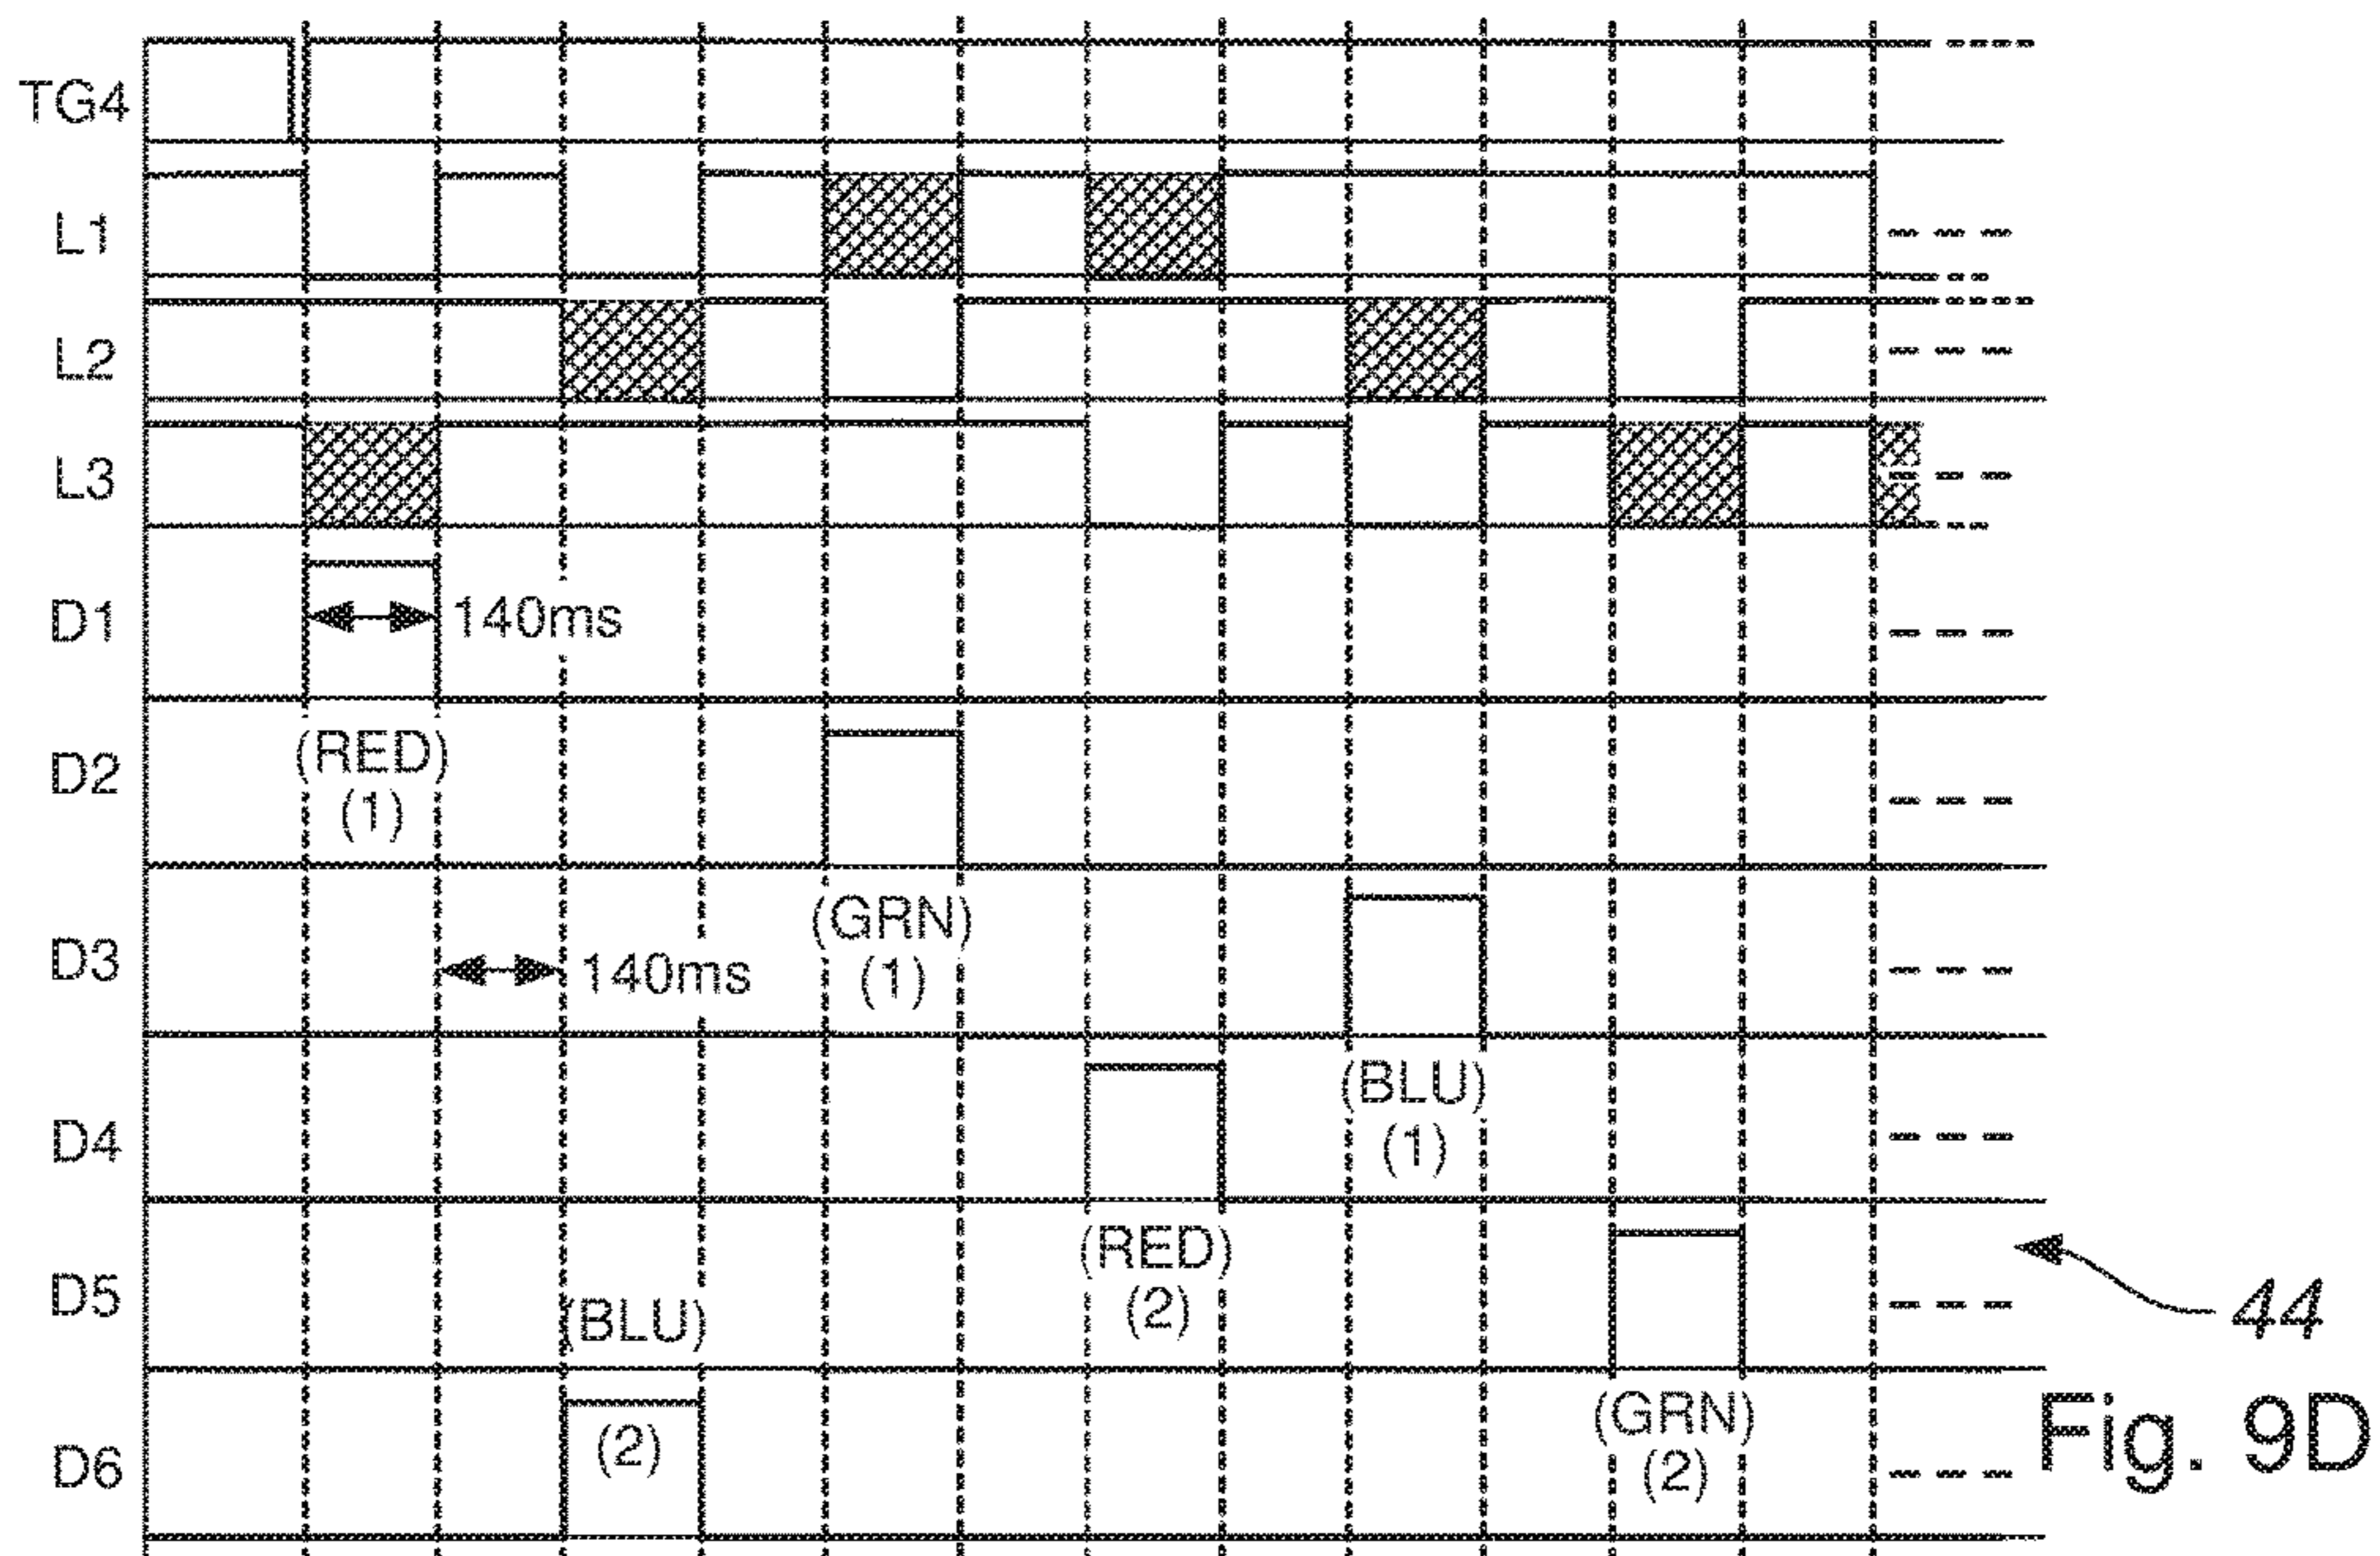 TG4
L1
L2
L3
D1
140ms
D2
(RED)
(1)
D3
140ms
(GRN)
(1)
D4
(BLU)
(1)
D5
(BLU)
(RED)
(2)
44
D6
(2)
(GRN)
(2)
Fig. 9D